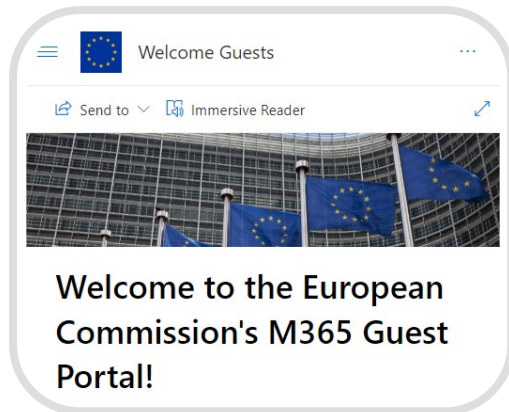 Welcome Guests
Send to Immersive Reader
Welcome to the European
Commission's M365 Guest
Portal!